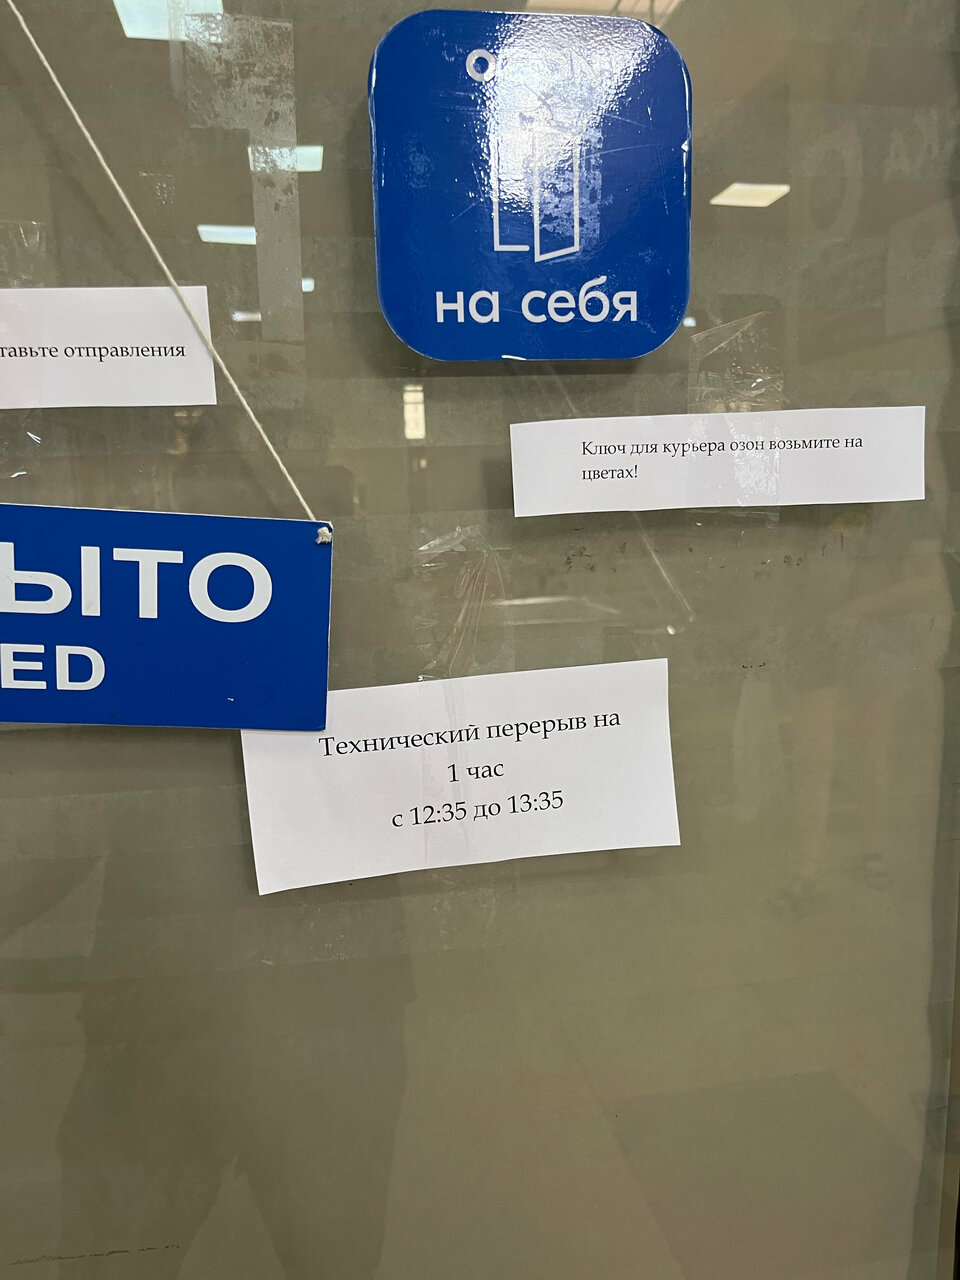 на себя
тавьте отправления
Ключ для курьера озон возьмите на
цветах!
ЫТО
ED
Технический перерыв на
1 час
с 12:35 до 13:35